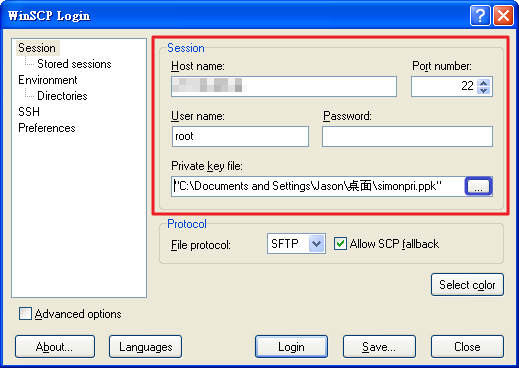 WinSCP Login
Session
Stored sessions
Environment
Directories
SSH
Preferences
Session
Host name:
Port number:
22
User name:
Password:
root
Private key file:
"C:\Documents and Settings\Jason\桌面\simonpri.ppk"
...
Protocol
File protocol:
SFTP
Allow SCP fallback
Select color
Advanced options
About...
Languages
Login
Save...
Close